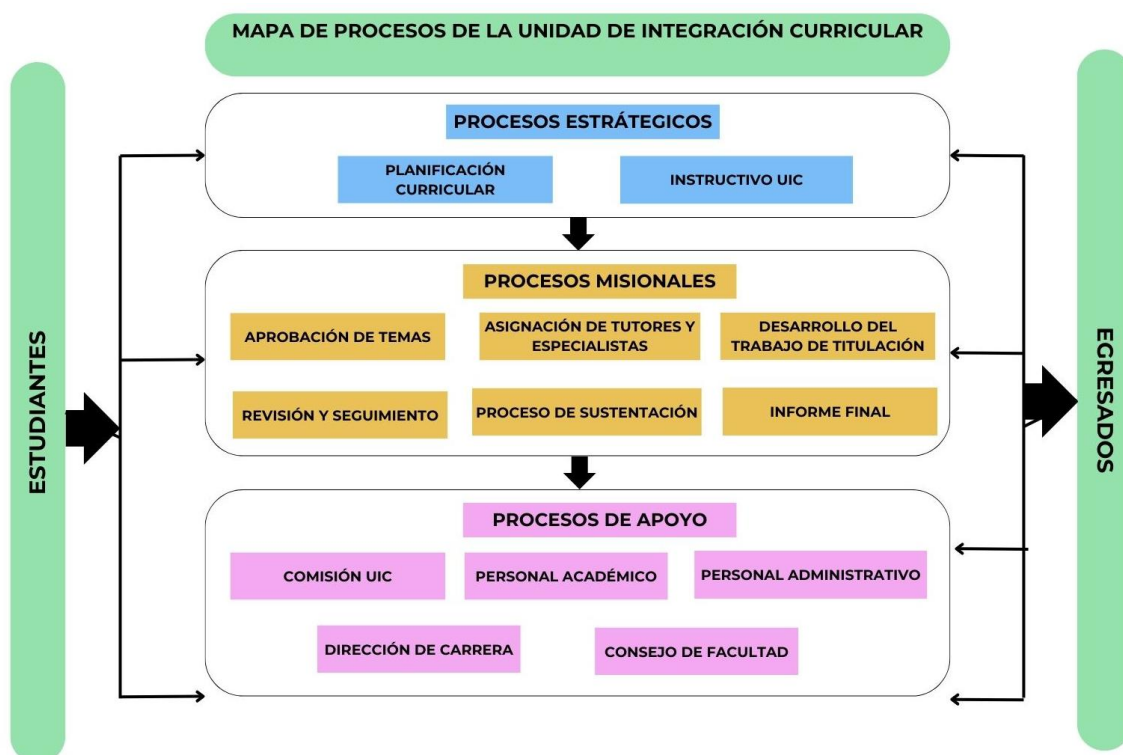 MAPA DE PROCESOS DE LA UNIDAD DE INTEGRACIÓN CURRICULAR
ESTUDIANTES
PROCESOS ESTRÁTEGICOS
PLANIFICACIÓN
CURRICULAR
INSTRUCTIVO UIC
PROCESOS MISIONALES
APROBACIÓN DE TEMAS
ASIGNACIÓN DE TUTORES Y
ESPECIALISTAS
DESARROLLO DEL
TRABAJO DE TITULACIÓN
REVISIÓN Y SEGUIMIENTO
PROCESO DE SUSTENTACIÓN
INFORME FINAL
PROCESOS DE APOYO
COMISIÓN UIC
PERSONAL ACADÉMICO
PERSONAL ADMINISTRATIVO
DIRECCIÓN DE CARRERA
CONSEJO DE FACULTAD
EGRESADOS